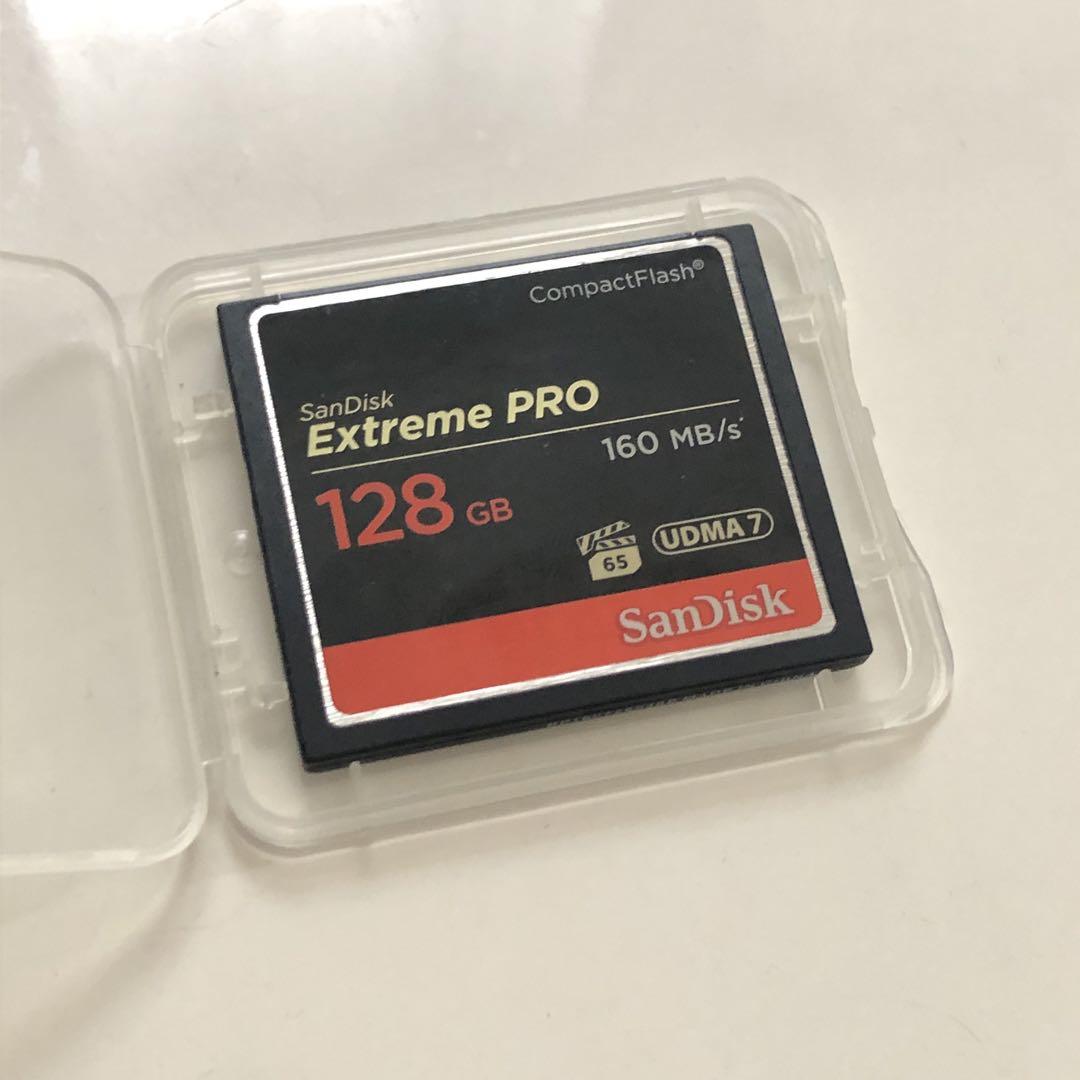 CompactFlash®
SanDisk
Extreme PRO
160 MB/s
128 GB
65
UDMA 7
SanDisk